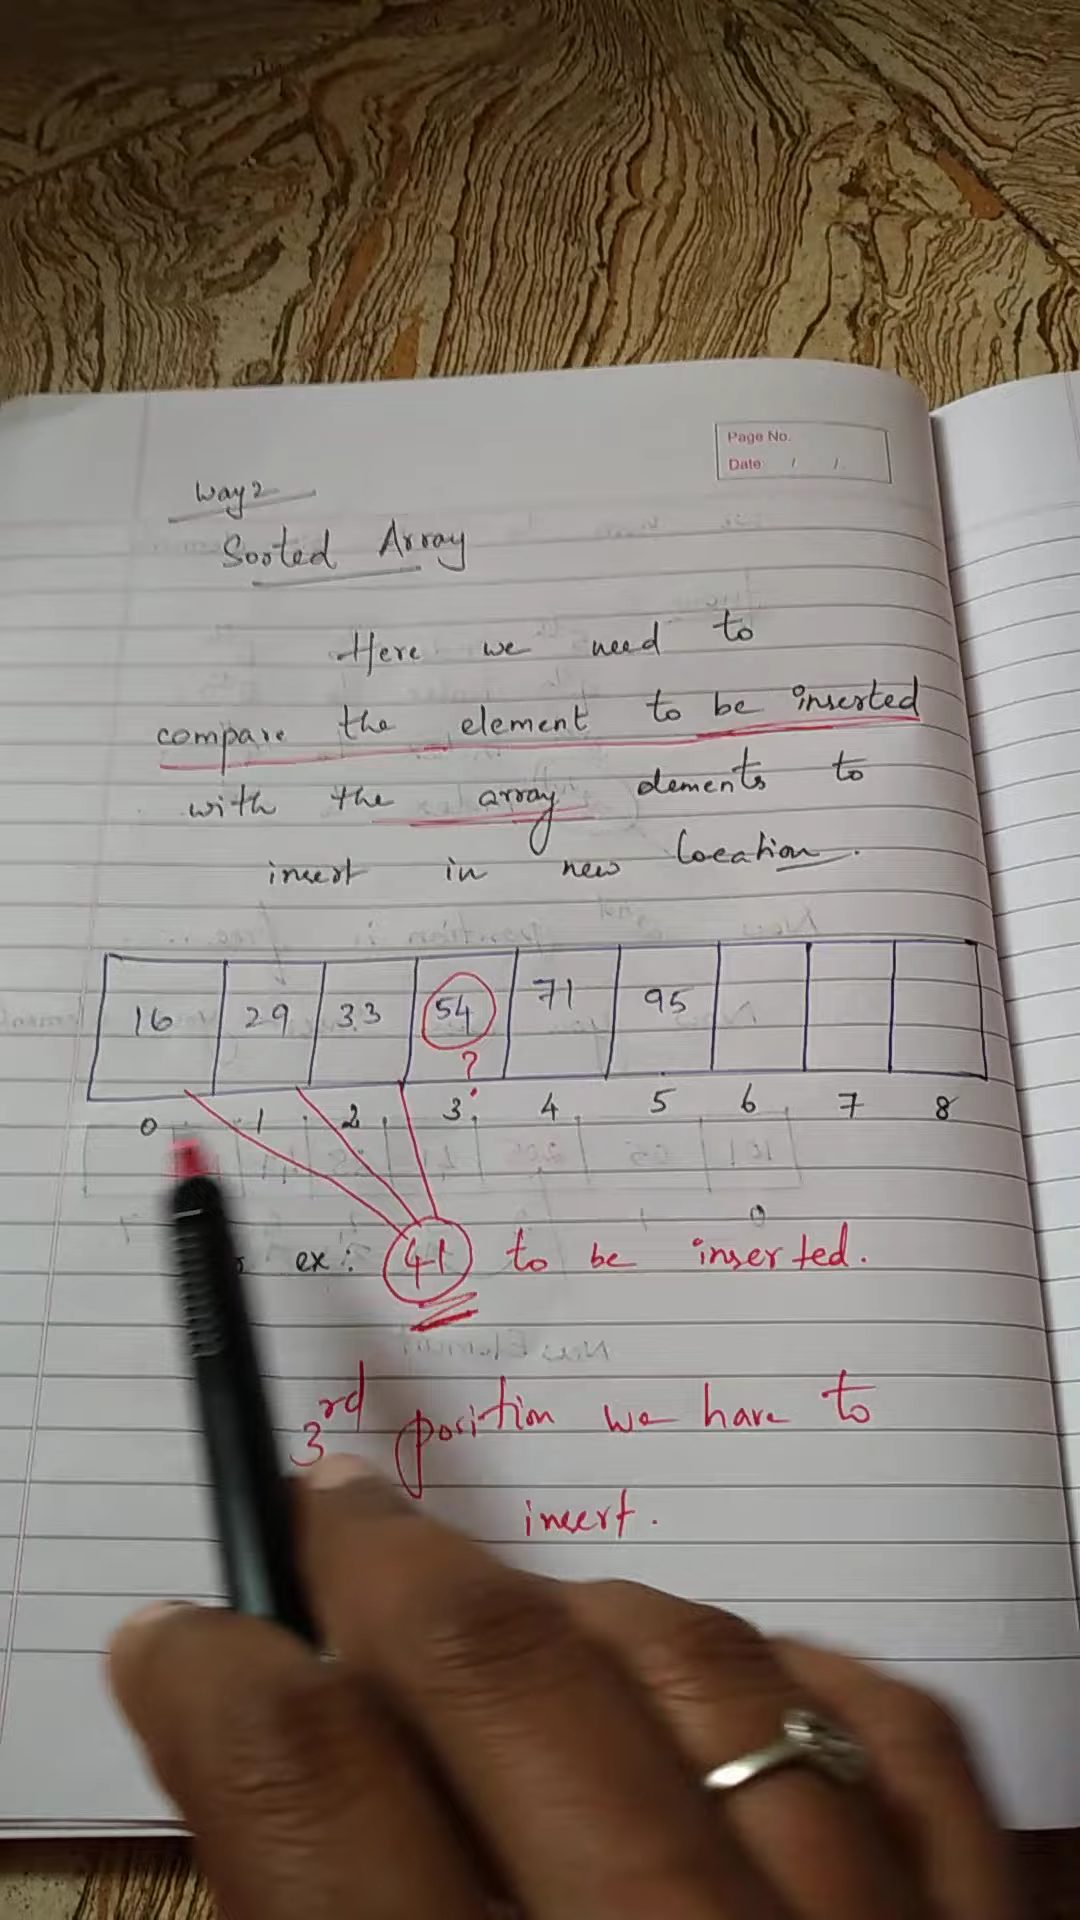 Page No.
Date / /
Way 2
Sorted Array
Here we need to
compare the element to be inserted
with the array elements to
insert in new location.
16 29 33 54 71 95
?
0 1 2 3 4 5 6 7 8
ex: 41 to be inserted.
3rd position we have to
insert.